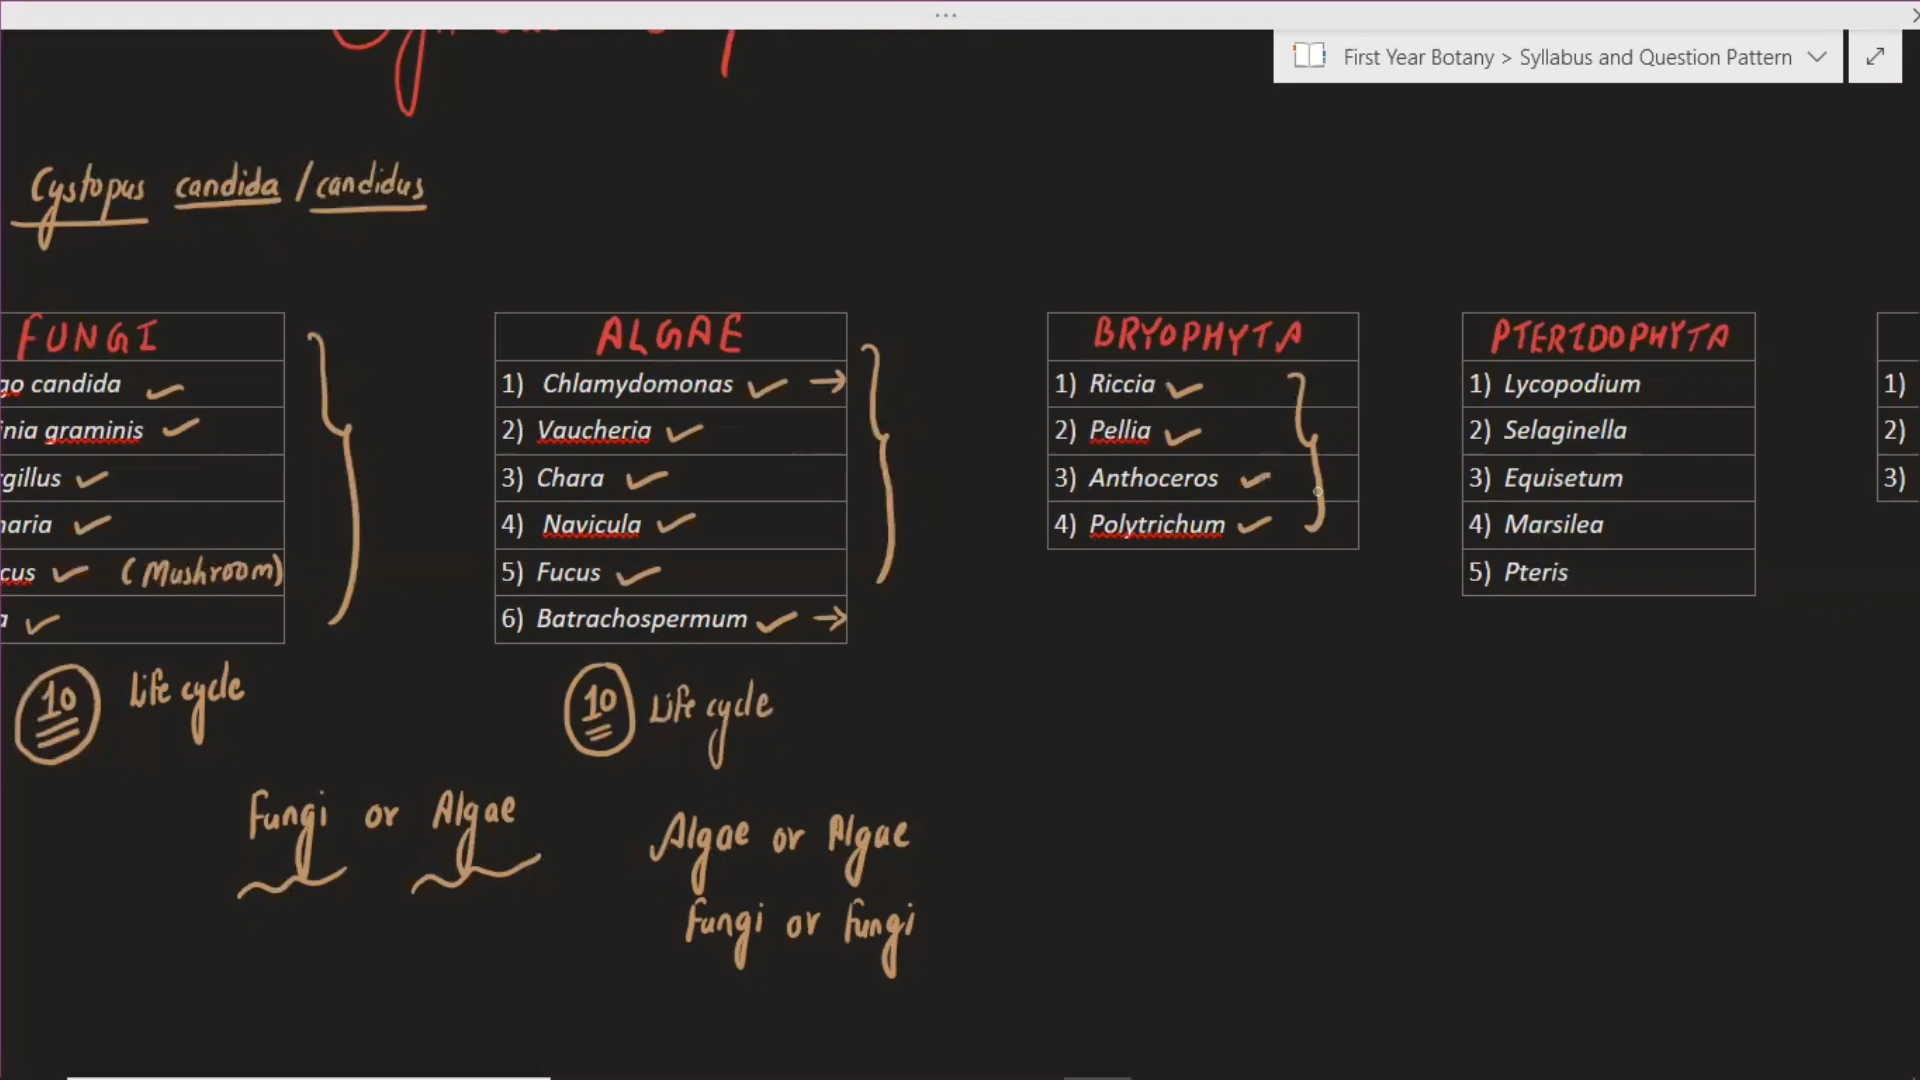 First Year Botany > Syllabus and Question Pattern
Cystopus candida / candidus
FUNGI
go candida
nia graminis
gillus
aria
cus (Mushroom)
a
10 Life cycle
ALGAE
1) Chlamydomonas →
2) Vaucheria
3) Chara
4) Navicula
5) Fucus
6) Batrachospermum →
10 Life cycle
BRYOPHYTA
1) Riccia
2) Pellia
3) Anthoceros
4) Polytrichum
PTERIDOPHYTA
1) Lycopodium
2) Selaginella
3) Equisetum
4) Marsilea
5) Pteris
1)
2)
3)
Fungi or Algae
Algae or Algae
Fungi or Fungi